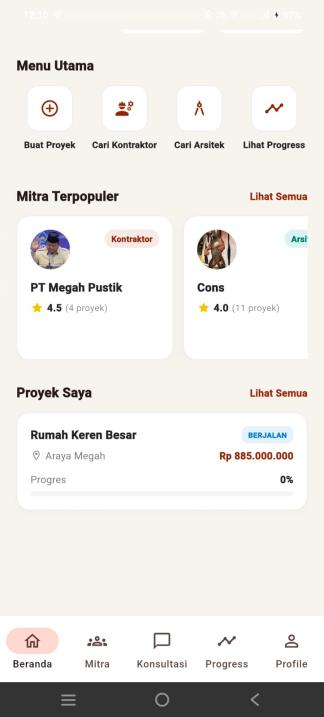 12.10
97%
Menu Utama
Buat Proyek Cari Kontraktor Cari Arsitek Lihat Progress
Mitra Terpopuler Lihat Semua
Kontraktor Arsi
PT Megah Pustik Cons
4.5 (4 proyek) 4.0 (11 proyek)
Proyek Saya Lihat Semua
Rumah Keren Besar BERJALAN
Araya Megah Rp 885.000.000
Progres 0%
Beranda Mitra Konsultasi Progress Profile